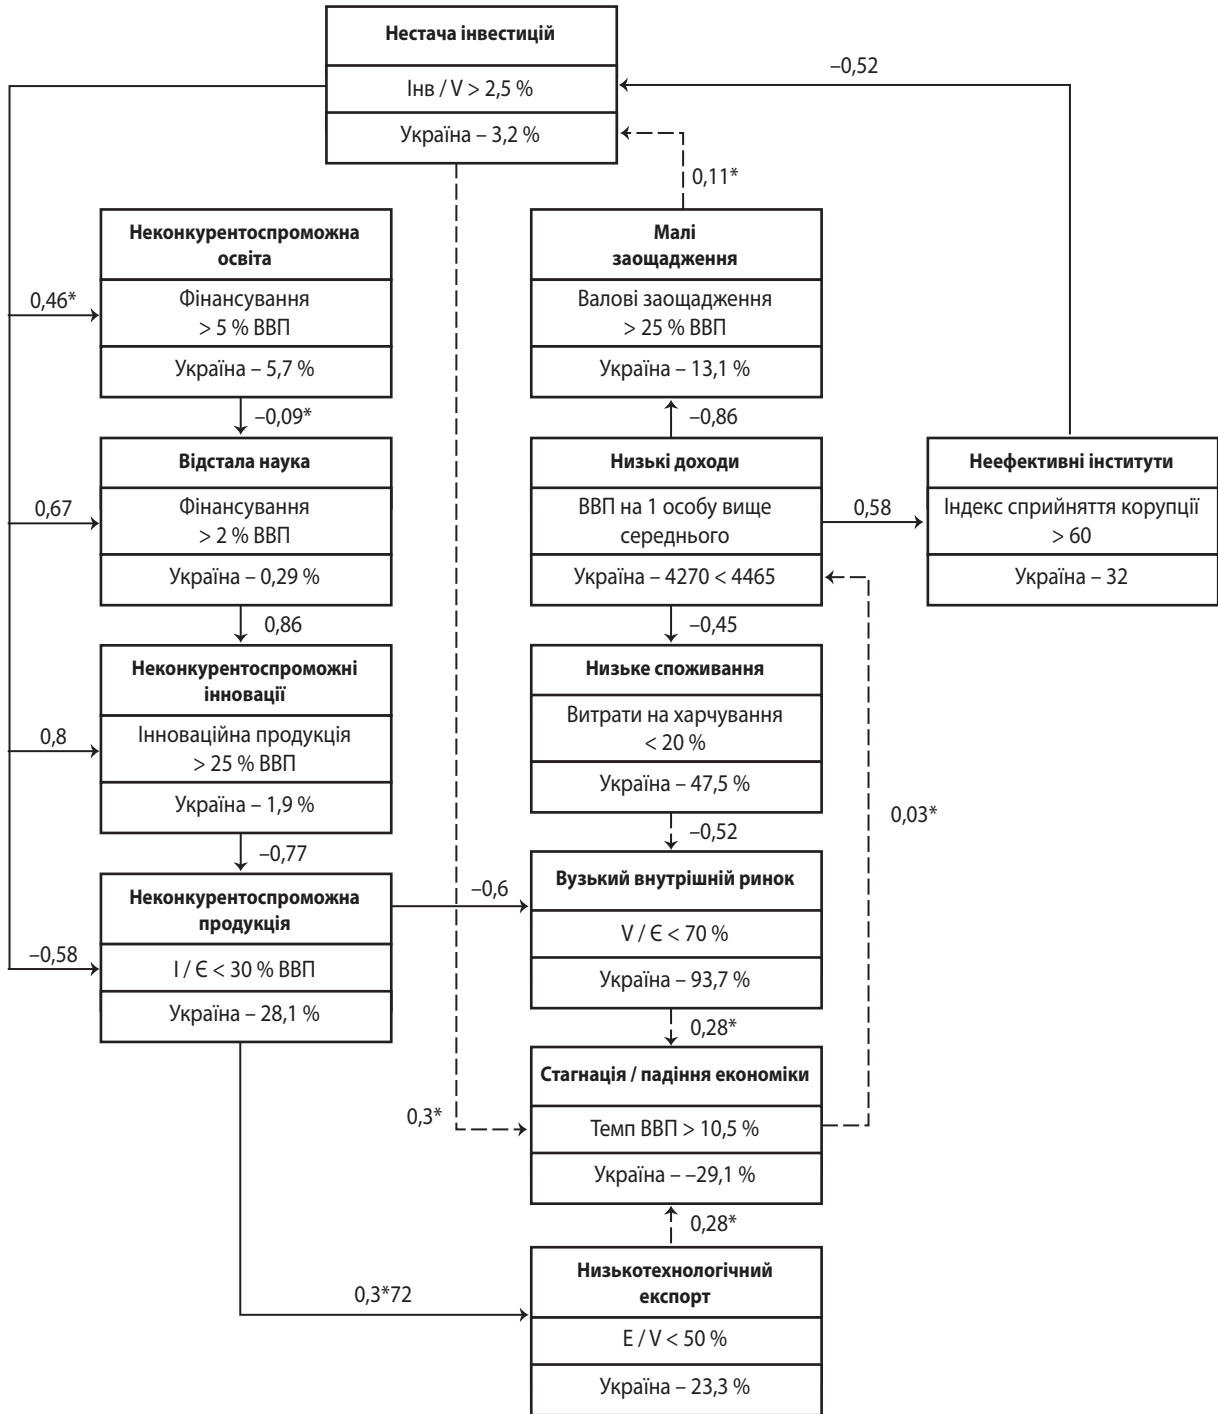 Нестача інвестицій
Інв / V > 2,5 %
Україна – 3,2 %
–0,52
0,11*
Неконкурентоспроможна
освіта
Фінансування
> 5 % ВВП
Україна – 5,7 %
0,46*
Малі
заощадження
Валові заощадження
> 25 % ВВП
Україна – 13,1 %
–0,09*
–0,86
Відстала наука
Фінансування
> 2 % ВВП
Україна – 0,29 %
0,67
Низькі доходи
ВВП на 1 особу вище
середнього
Україна – 4270 < 4465
0,58
Неефективні інститути
Індекс сприйняття корупції
> 60
Україна – 32
0,86
–0,45
Неконкурентоспроможні
інновації
Інноваційна продукція
> 25 % ВВП
Україна – 1,9 %
0,8
Низьке споживання
Витрати на харчування
< 20 %
Україна – 47,5 %
0,03*
–0,77
–0,52
Неконкурентоспроможна
продукція
І / Є < 30 % ВВП
Україна – 28,1 %
–0,58
–0,6
Вузький внутрішній ринок
V / Є < 70 %
Україна – 93,7 %
0,28*
Стагнація / падіння економіки
Темп ВВП > 10,5 %
Україна – –29,1 %
0,3*
0,28*
0,3*72
Низькотехнологічний
експорт
Е / V < 50 %
Україна – 23,3 %